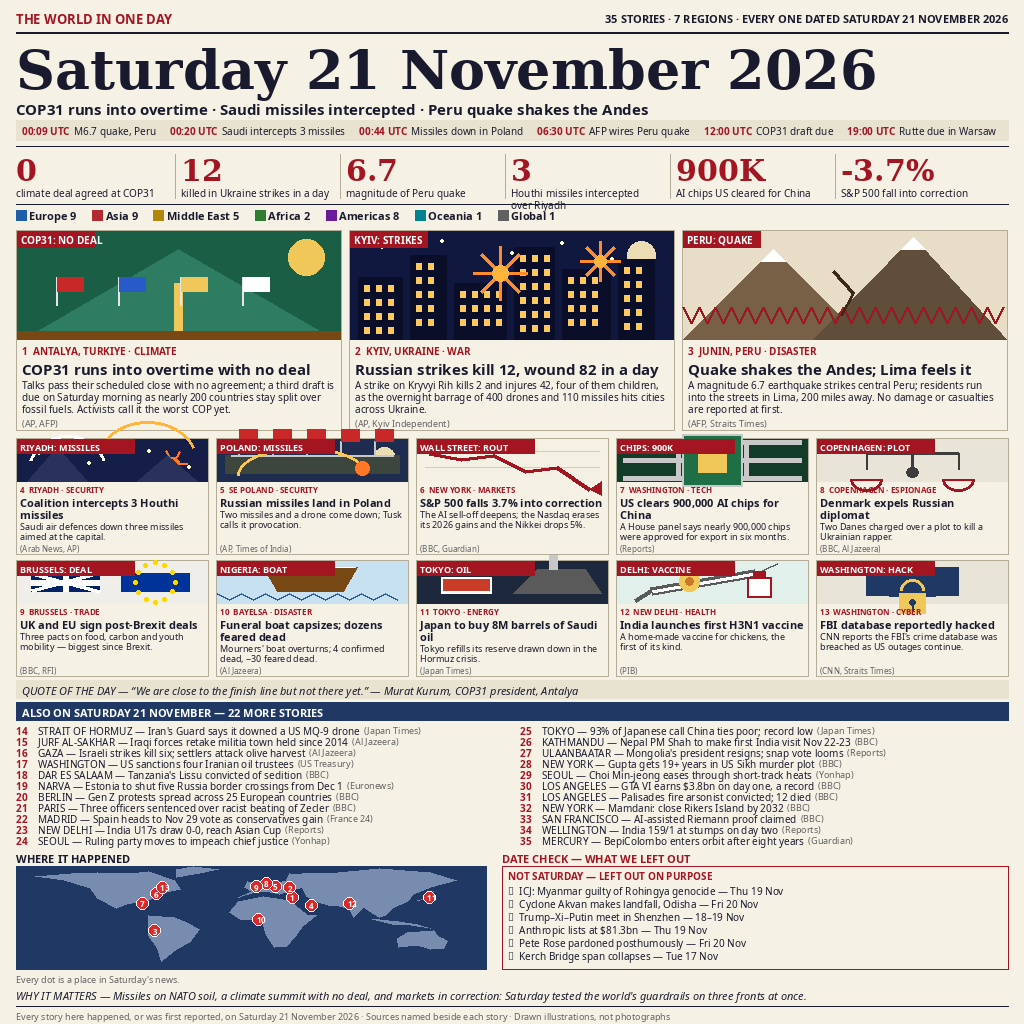 THE WORLD IN ONE DAY
35 STORIES · 7 REGIONS · EVERY ONE DATED SATURDAY 21 NOVEMBER 2026
Saturday 21 November 2026
COP31 runs into overtime · Saudi missiles intercepted · Peru quake shakes the Andes
00:09 UTC M6.7 quake, Peru 00:20 UTC Saudi intercepts 3 missiles 00:44 UTC Missiles down in Poland 06:30 UTC AFP wires Peru quake 12:00 UTC COP31 draft due 19:00 UTC Rutte due in Warsaw
0
climate deal agreed at COP31
12
killed in Ukraine strikes in a day
6.7
magnitude of Peru quake
3
Houthi missiles intercepted
over Riyadh
900K
AI chips US cleared for China
-3.7%
S&P 500 fall into correction
Europe 9 Asia 9 Middle East 5 Africa 2 Americas 8 Oceania 1 Global 1
COP31: NO DEAL
1 ANTALYA, TURKIYE · CLIMATE
COP31 runs into overtime with no deal
Talks pass their scheduled close with no agreement; a third draft is
due on Saturday morning as nearly 200 countries stay split over
fossil fuels. Activists call it the worst COP yet.
(AP, AFP)
KYIV: STRIKES
2 KYIV, UKRAINE · WAR
Russian strikes kill 12, wound 82 in a day
A strike on Kryvyi Rih kills 2 and injures 42, four of them children,
as the overnight barrage of 400 drones and 110 missiles hits cities
across Ukraine.
(AP, Kyiv Independent)
PERU: QUAKE
3 JUNIN, PERU · DISASTER
Quake shakes the Andes; Lima feels it
A magnitude 6.7 earthquake strikes central Peru; residents run
into the streets in Lima, 200 miles away. No damage or casualties
are reported at first.
(AFP, Straits Times)
RIYADH: MISSILES
4 RIYADH · SECURITY
Coalition intercepts 3 Houthi
missiles
Saudi air defences down three missiles
aimed at the capital.
(Arab News, AP)
POLAND: MISSILES
5 SE POLAND · SECURITY
Russian missiles land in Poland
Two missiles and a drone come down; Tusk
calls it provocation.
(AP, Times of India)
WALL STREET: ROUT
6 NEW YORK · MARKETS
S&P 500 falls 3.7% into correction
The AI sell-off deepens; the Nasdaq erases
its 2026 gains and the Nikkei drops 5%.
(BBC, Guardian)
CHIPS: 900K
7 WASHINGTON · TECH
US clears 900,000 AI chips for
China
A House panel says nearly 900,000 chips
were approved for export in six months.
(Reports)
COPENHAGEN: PLOT
8 COPENHAGEN · ESPIONAGE
Denmark expels Russian
diplomat
Two Danes charged over a plot to kill a
Ukrainian rapper.
(BBC, Al Jazeera)
BRUSSELS: DEAL
9 BRUSSELS · TRADE
UK and EU sign post-Brexit deals
Three pacts on food, carbon and youth
mobility — biggest since Brexit.
(BBC, RFI)
NIGERIA: BOAT
10 BAYELSA · DISASTER
Funeral boat capsizes; dozens
feared dead
Mourners' boat overturns; 4 confirmed
dead, ~30 feared dead.
(Al Jazeera)
TOKYO: OIL
11 TOKYO · ENERGY
Japan to buy 8M barrels of Saudi
oil
Tokyo refills its reserve drawn down in the
Hormuz crisis.
(Japan Times)
DELHI: VACCINE
12 NEW DELHI · HEALTH
India launches first H3N1 vaccine
A home-made vaccine for chickens, the
first of its kind.
(PIB)
WASHINGTON: HACK
13 WASHINGTON · CYBER
FBI database reportedly hacked
CNN reports the FBI's crime database was
breached as US outages continue.
(CNN, Straits Times)
QUOTE OF THE DAY — “We are close to the finish line but not there yet.” — Murat Kurum, COP31 president, Antalya
ALSO ON SATURDAY 21 NOVEMBER — 22 MORE STORIES
14 STRAIT OF HORMUZ — Iran's Guard says it downed a US MQ-9 drone (Japan Times)
15 JURF AL-SAKHAR — Iraqi forces retake militia town held since 2014 (Al Jazeera)
16 GAZA — Israeli strikes kill six; settlers attack olive harvest (Al Jazeera)
17 WASHINGTON — US sanctions four Iranian oil trustees (US Treasury)
18 DAR ES SALAAM — Tanzania's Lissu convicted of sedition (BBC)
19 NARVA — Estonia to shut five Russia border crossings from Dec 1 (Euronews)
20 BERLIN — Gen Z protests spread across 25 European countries (BBC)
21 PARIS — Three officers sentenced over racist beating of Zecler (BBC)
22 MADRID — Spain heads to Nov 29 vote as conservatives gain (France 24)
23 NEW DELHI — India U17s draw 0-0, reach Asian Cup (Reports)
24 SEOUL — Ruling party moves to impeach chief justice (Yonhap)
25 TOKYO — 93% of Japanese call China ties poor; record low (Japan Times)
26 KATHMANDU — Nepal PM Shah to make first India visit Nov 22-23 (BBC)
27 ULAANBAATAR — Mongolia's president resigns; snap vote looms (Reports)
28 NEW YORK — Gupta gets 19+ years in US Sikh murder plot (BBC)
29 SEOUL — Choi Min-jeong eases through short-track heats (Yonhap)
30 LOS ANGELES — GTA VI earns $3.8bn on day one, a record (BBC)
31 LOS ANGELES — Palisades fire arsonist convicted; 12 died (BBC)
32 NEW YORK — Mamdani: close Rikers Island by 2032 (BBC)
33 SAN FRANCISCO — AI-assisted Riemann proof claimed (BBC)
34 WELLINGTON — India 159/1 at stumps on day two (Reports)
35 MERCURY — BepiColombo enters orbit after eight years (Guardian)
WHERE IT HAPPENED
13
6
7
3
9
8
5
2
1
4
10
12
11
Every dot is a place in Saturday's news.
DATE CHECK — WHAT WE LEFT OUT
NOT SATURDAY — LEFT OUT ON PURPOSE
ICJ: Myanmar guilty of Rohingya genocide — Thu 19 Nov
Cyclone Akvan makes landfall, Odisha — Fri 20 Nov
Trump–Xi–Putin meet in Shenzhen — 18–19 Nov
Anthropic lists at $81.3bn — Thu 19 Nov
Pete Rose pardoned posthumously — Fri 20 Nov
Kerch Bridge span collapses — Tue 17 Nov
WHY IT MATTERS — Missiles on NATO soil, a climate summit with no deal, and markets in correction: Saturday tested the world's guardrails on three fronts at once.
Every story here happened, or was first reported, on Saturday 21 November 2026 · Sources named beside each story · Drawn illustrations, not photographs